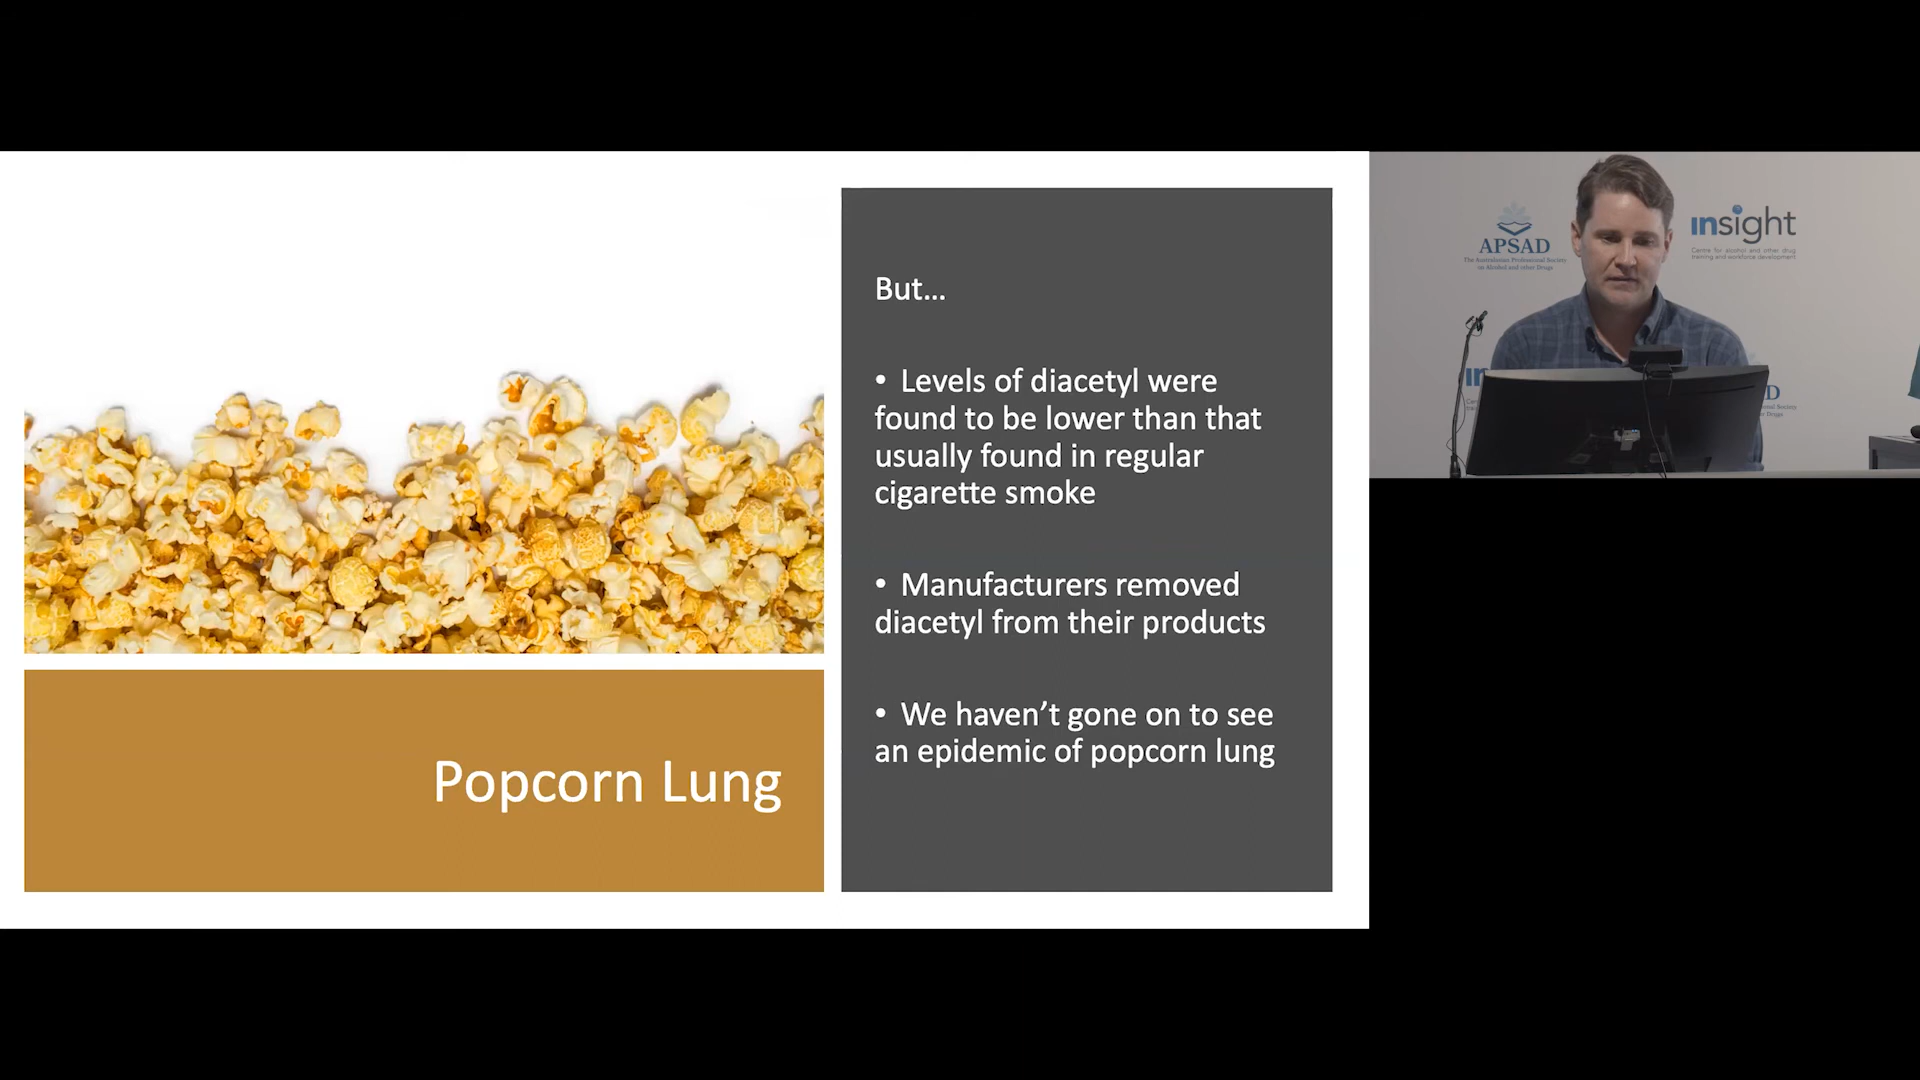 But...
• Levels of diacetyl were
found to be lower than that
usually found in regular
cigarette smoke
• Manufacturers removed
diacetyl from their products
• We haven't gone on to see
an epidemic of popcorn lung
Popcorn Lung
APSAD
The Australasian Professional Society
on Alcohol and other Drugs
insight
Centre for alcohol and other drug
training and workforce development
in
D